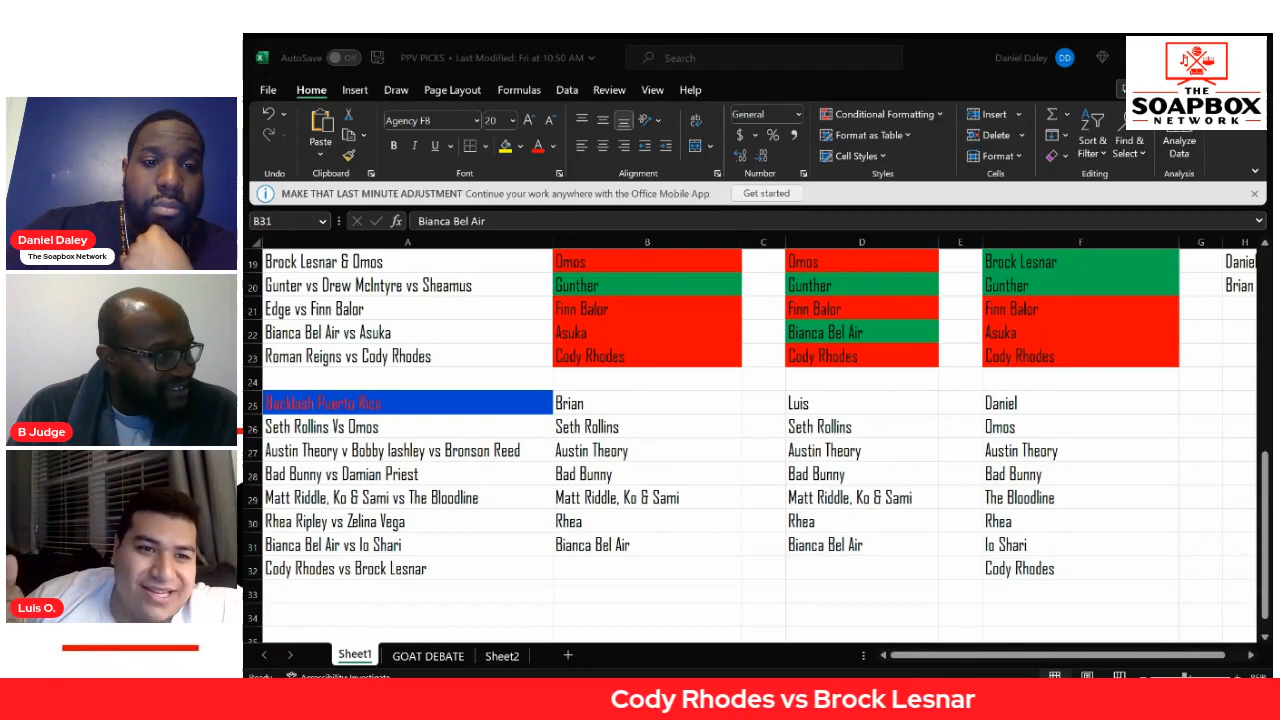 AutoSave Off PPV PICKS • Last Modified: Fri at 10:50 AM Search Daniel Daley DD
THE
SOAPBOX
NETWORK
File Home Insert Draw Page Layout Formulas Data Review View Help
Paste
Agency FB 20 A A
B I U A
General
$ % 9
Conditional Formatting
Format as Table
Cell Styles
Insert
Delete
Format
Sort & Filter
Find & Select
Analyze Data
Undo Clipboard Font Alignment Number Styles Cells Editing Analysis
MAKE THAT LAST MINUTE ADJUSTMENT Continue your work anywhere with the Office Mobile App Get started
B31 fx Bianca Bel Air
A B C D E F G H
19 Brock Lesnar & Omos Omos Omos Brock Lesnar Daniel
20 Gunter vs Drew McIntyre vs Sheamus Gunther Gunther Gunther Brian
21 Edge vs Finn Balor Finn Balor Finn Balor Finn Balor
22 Bianca Bel Air vs Asuka Asuka Bianca Bel Air Asuka
23 Roman Reigns vs Cody Rhodes Cody Rhodes Cody Rhodes Cody Rhodes
24
25 Backlash Puerto Rico Brian Luis Daniel
26 Seth Rollins Vs Omos Seth Rollins Seth Rollins Omos
27 Austin Theory v Bobby lashley vs Bronson Reed Austin Theory Austin Theory Austin Theory
28 Bad Bunny vs Damian Priest Bad Bunny Bad Bunny Bad Bunny
29 Matt Riddle, Ko & Sami vs The Bloodline Matt Riddle, Ko & Sami Matt Riddle, Ko & Sami The Bloodline
30 Rhea Ripley vs Zelina Vega Rhea Rhea Rhea
31 Bianca Bel Air vs Io Shari Bianca Bel Air Bianca Bel Air Io Shari
32 Cody Rhodes vs Brock Lesnar Cody Rhodes
33
34
Sheet1 GOAT DEBATE Sheet2
Daniel Daley
The Soapbox Network
B Judge
Luis O.
Cody Rhodes vs Brock Lesnar